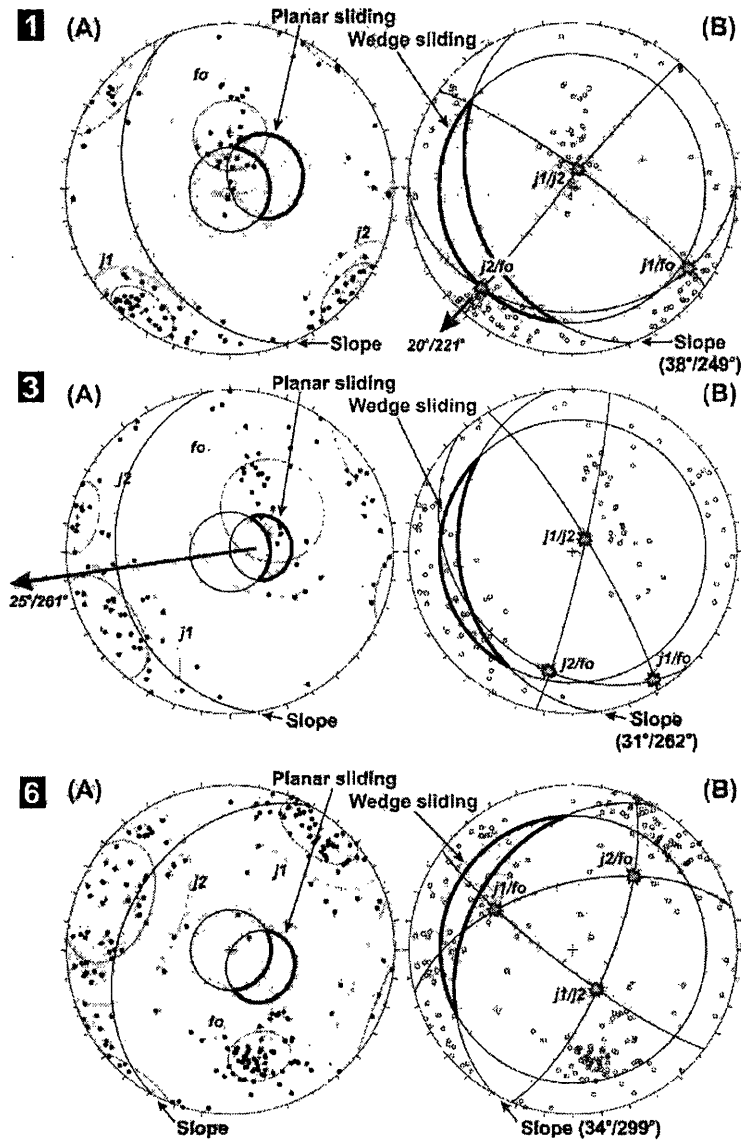 1 (A) Planar sliding (B)
Wedge sliding
fo
j1/j2
j1 j2
j2/fo j1/fo
20°/221°
Slope Slope
(38°/249°)
3 (A) Planar sliding (B)
Wedge sliding
fo
j2
j1/j2
25°/261°
j1
j2/fo j1/fo
Slope Slope
(31°/262°)
6 (A) Planar sliding (B)
Wedge sliding
j2 j1
j2/fo
j1/fo
j1/j2
fo
Slope Slope (34°/299°)